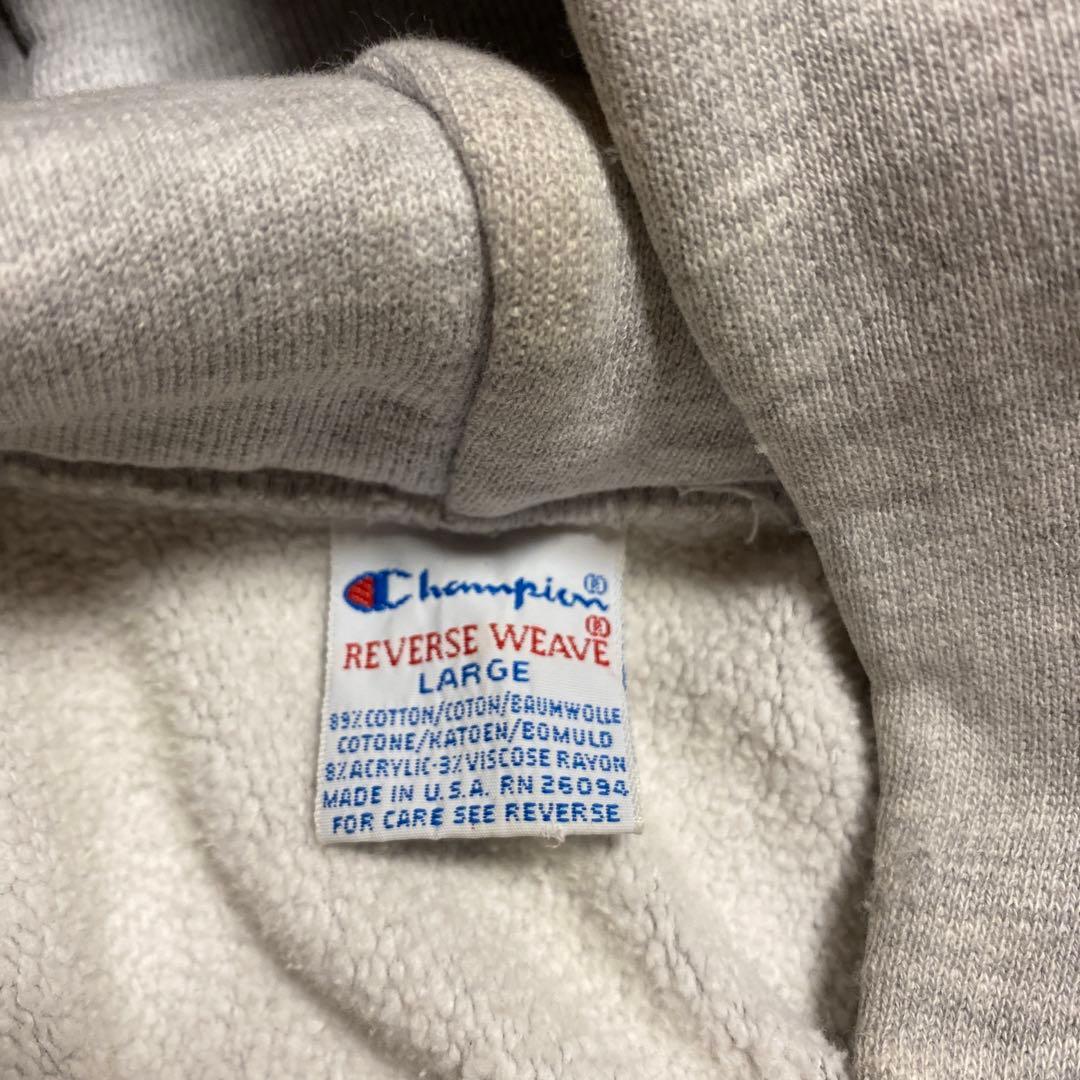 Champion®
REVERSE WEAVE®
LARGE
89%COTTON/COTON/BAUMWOLLE
COTONE/KATOEN/BOMULD
8%ACRYLIC-3%VISCOSE RAYON
MADE IN U.S.A. RN 26094
FOR CARE SEE REVERSE